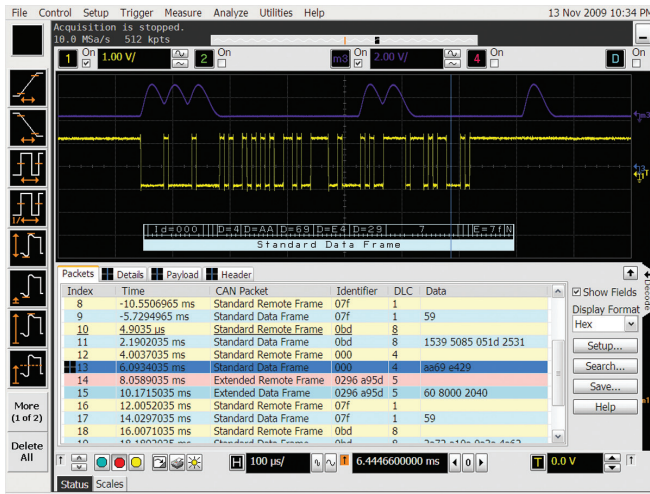 File Control Setup Trigger Measure Analyze Utilities Help 13 Nov 2009 10:34 PM
Acquisition is stopped.
10.0 MSa/s 512 kpts
1 On 1.00 V/ 2 On m3 On 2.00 V/ 4 On D On
m3
T
Id=000 D=4 D=AA D=69 D=E4 D=29 7 E=7f N
Standard Data Frame
Packets Details Payload Header
Index Time CAN Packet Identifier DLC Data
8 -10.5506965 ms Standard Remote Frame 07f 1
9 -5.7294965 ms Standard Data Frame 07f 1 59
10 4.9035 µs Standard Remote Frame 0bd 8
11 2.1902035 ms Standard Data Frame 0bd 8 1539 5085 051d 2531
12 4.0037035 ms Standard Remote Frame 000 4
13 6.0934035 ms Standard Data Frame 000 4 aa69 e429
14 8.0589035 ms Extended Remote Frame 0296 a95d 5
15 10.1715035 ms Extended Data Frame 0296 a95d 5 60 8000 2040
16 12.0052035 ms Standard Remote Frame 07f 1
17 14.0297035 ms Standard Data Frame 07f 1 59
18 16.0071035 ms Standard Remote Frame 0bd 8
Show Fields
Display Format
Hex
Setup...
Search...
Save...
Help
Decode
More
(1 of 2)
Delete
All
H 100 µs/ 6.4446600000 ms 0 T 0.0 V
Status Scales